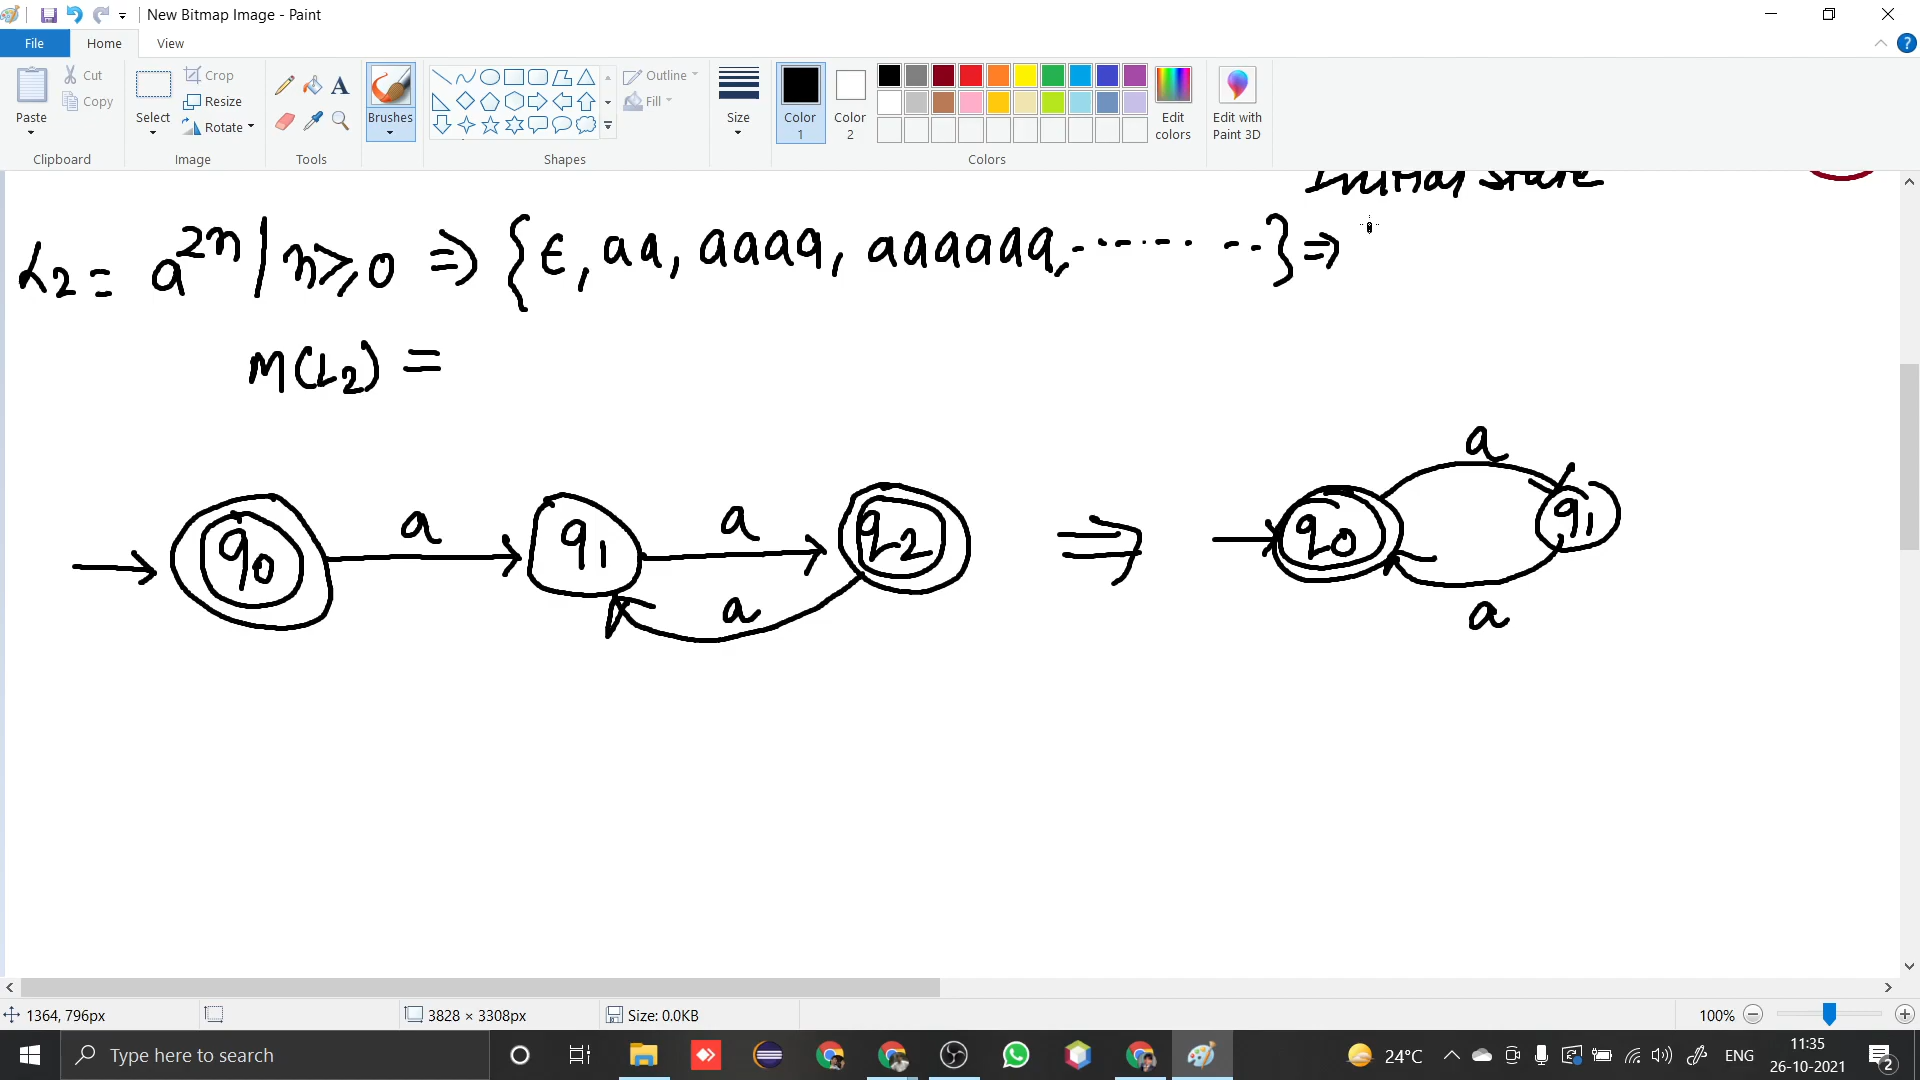 New Bitmap Image - Paint
File Home View
Cut
Copy
Paste
Clipboard
Crop
Resize
Rotate
Select
Image
A
Tools
Brushes
Outline
Fill
Shapes
Size
Color 1
Color 2
Edit colors
Edit with Paint 3D
Colors
Initial state
L2 = a^2n | n ≥ 0 => {ε, aa, aaaa, aaaaaa, ........ ..} =>
M(L2) =
q0 a q1 a q2 => q0 a q1
a a
1364, 796px 3828 × 3308px Size: 0.0KB 100%
Type here to search 24°C ENG 11:35
26-10-2021 2